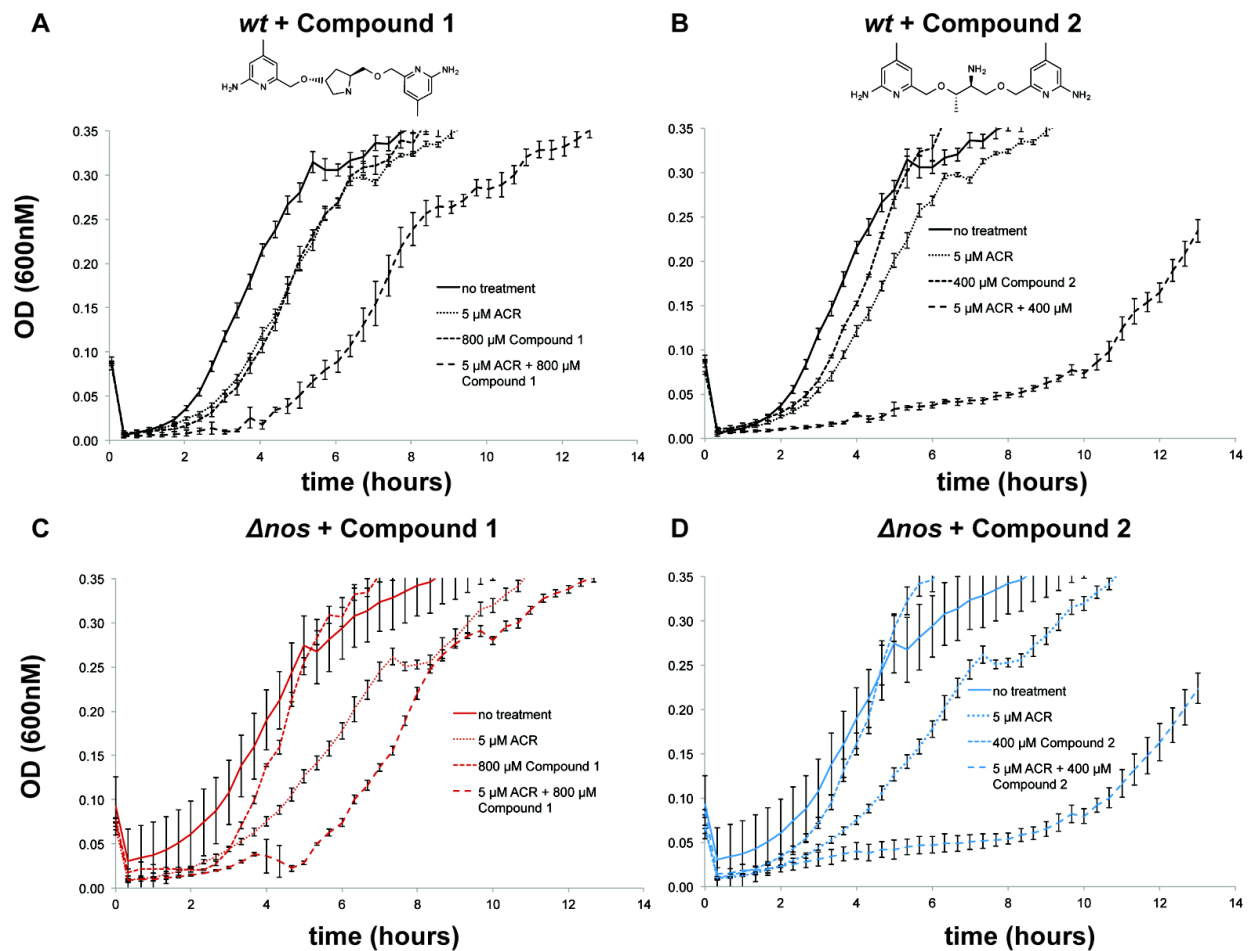 A
wt + Compound 1
H₂N
N
O
N
O
N
NH₂
0.35
0.30
0.25
0.20
0.15
0.10
0.05
0.00
OD (600nM)
no treatment
5 µM ACR
800 µM Compound 1
5 µM ACR + 800 µM
Compound 1
0 2 4 6 8 10 12 14
time (hours)
B
wt + Compound 2
NH₂
H₂N
N
O
O
N
NH₂
0.35
0.30
0.25
0.20
0.15
0.10
0.05
0.00
no treatment
5 µM ACR
400 µM Compound 2
5 µM ACR + 400 µM
0 2 4 6 8 10 12 14
time (hours)
C
Δnos + Compound 1
0.35
0.30
0.25
0.20
0.15
0.10
0.05
0.00
OD (600nM)
no treatment
5 µM ACR
800 µM Compound 1
5 µM ACR + 800 µM
Compound 1
0 2 4 6 8 10 12 14
time (hours)
D
Δnos + Compound 2
0.35
0.30
0.25
0.20
0.15
0.10
0.05
0.00
no treatment
5 µM ACR
400 µM Compound 2
5 µM ACR + 400 µM
Compound 2
0 2 4 6 8 10 12 14
time (hours)